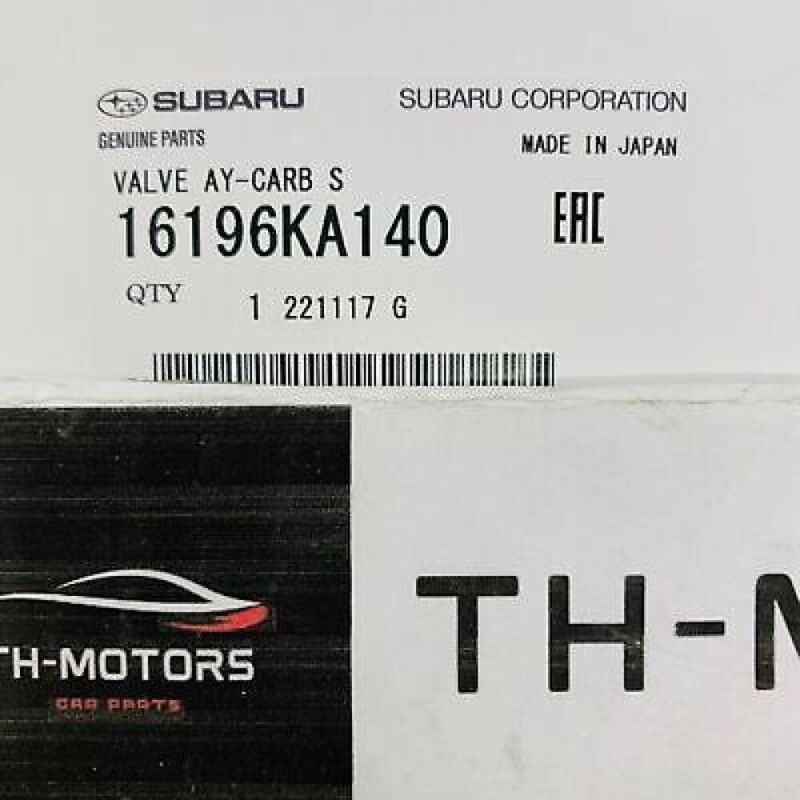 SUBARU SUBARU CORPORATION
GENUINE PARTS MADE IN JAPAN
VALVE AY-CARB S
16196KA140 EAC
QTY 1 221117 G
TH-MOTORS
CAR PARTS
TH-M